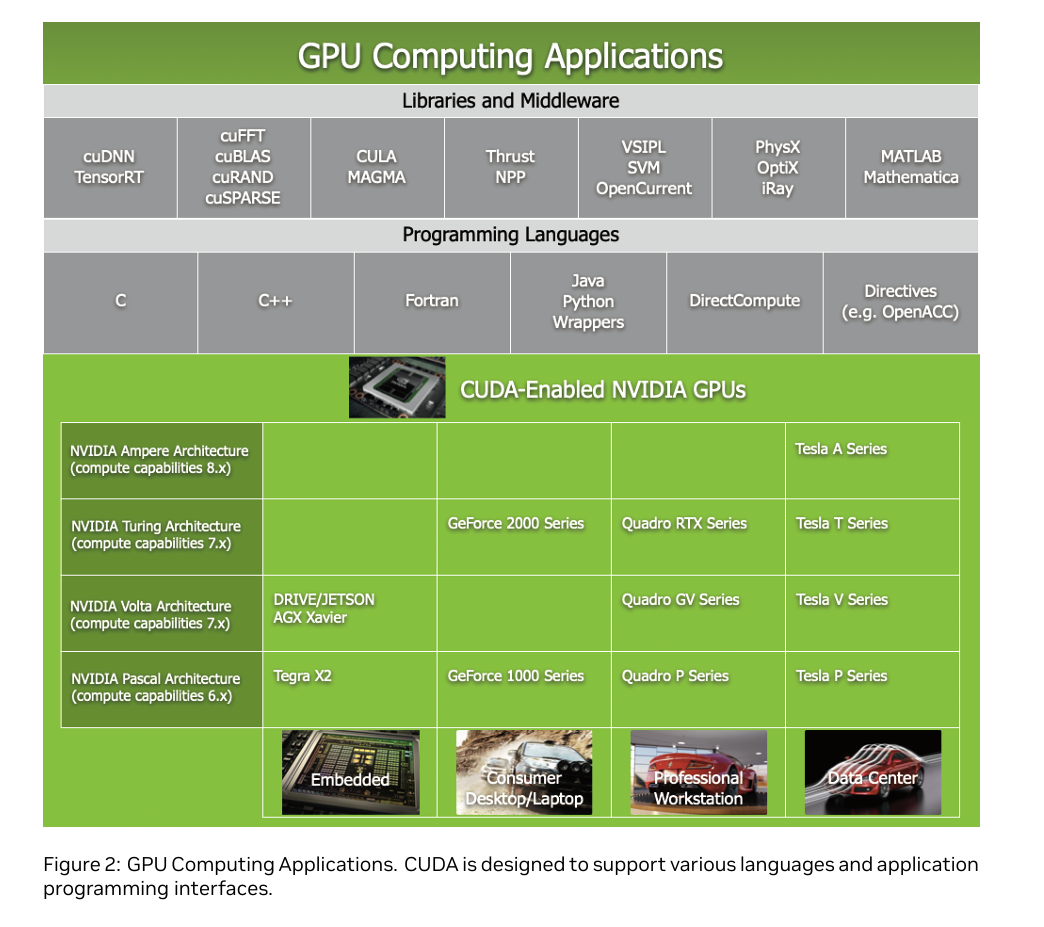 GPU Computing Applications
Libraries and Middleware
cuDNN
TensorRT
cuFFT
cuBLAS
cuRAND
cuSPARSE
CULA
MAGMA
Thrust
NPP
VSIPL
SVM
OpenCurrent
PhysX
OptiX
iRay
MATLAB
Mathematica
Programming Languages
C
C++
Fortran
Java
Python
Wrappers
DirectCompute
Directives
(e.g. OpenACC)
CUDA-Enabled NVIDIA GPUs
NVIDIA Ampere Architecture
(compute capabilities 8.x)
Tesla A Series
NVIDIA Turing Architecture
(compute capabilities 7.x)
GeForce 2000 Series
Quadro RTX Series
Tesla T Series
NVIDIA Volta Architecture
(compute capabilities 7.x)
DRIVE/JETSON
AGX Xavier
Quadro GV Series
Tesla V Series
NVIDIA Pascal Architecture
(compute capabilities 6.x)
Tegra X2
GeForce 1000 Series
Quadro P Series
Tesla P Series
Embedded
Consumer
Desktop/Laptop
Professional
Workstation
Data Center
Figure 2: GPU Computing Applications. CUDA is designed to support various languages and application
programming interfaces.